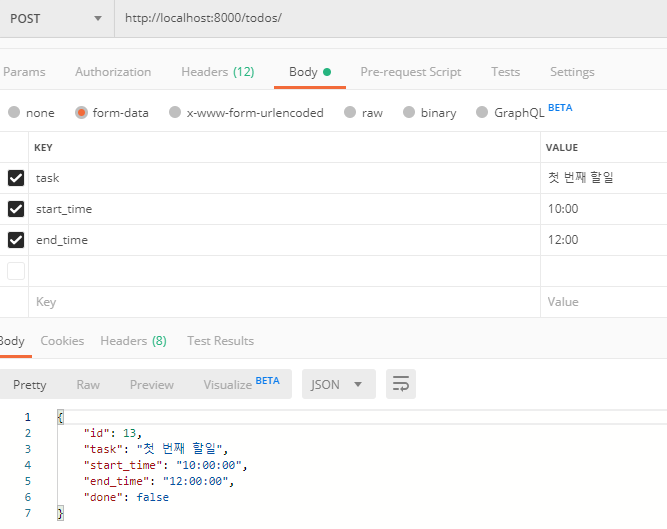 POST http://localhost:8000/todos/
Params Authorization Headers (12) Body Pre-request Script Tests Settings
none form-data x-www-form-urlencoded raw binary GraphQL BETA
KEY VALUE
task 첫 번째 할일
start_time 10:00
end_time 12:00
Key Value
Body Cookies Headers (8) Test Results
Pretty Raw Preview Visualize BETA JSON
1 {
2 "id": 13,
3 "task": "첫 번째 할일",
4 "start_time": "10:00:00",
5 "end_time": "12:00:00",
6 "done": false
7 }